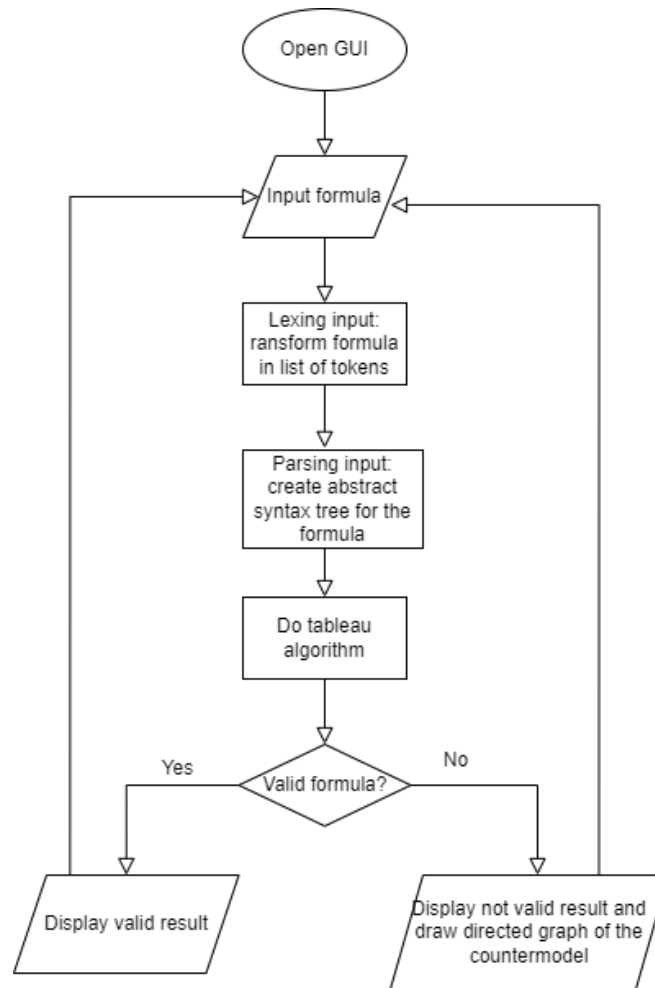 Open GUI
Input formula
Lexing input:
ransform formula
in list of tokens
Parsing input:
create abstract
syntax tree for the
formula
Do tableau
algorithm
Valid formula?
Yes
No
Display valid result
Display not valid result and
draw directed graph of the
countermodel